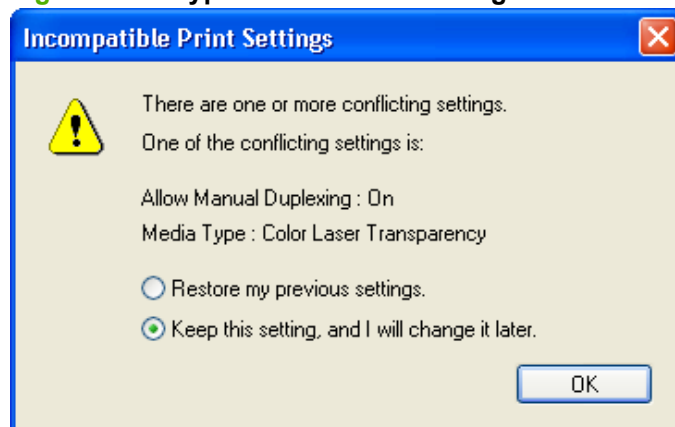 Incompatible Print Settings
There are one or more conflicting settings.
One of the conflicting settings is:
Allow Manual Duplexing : On
Media Type : Color Laser Transparency
Restore my previous settings.
Keep this setting, and I will change it later.
OK